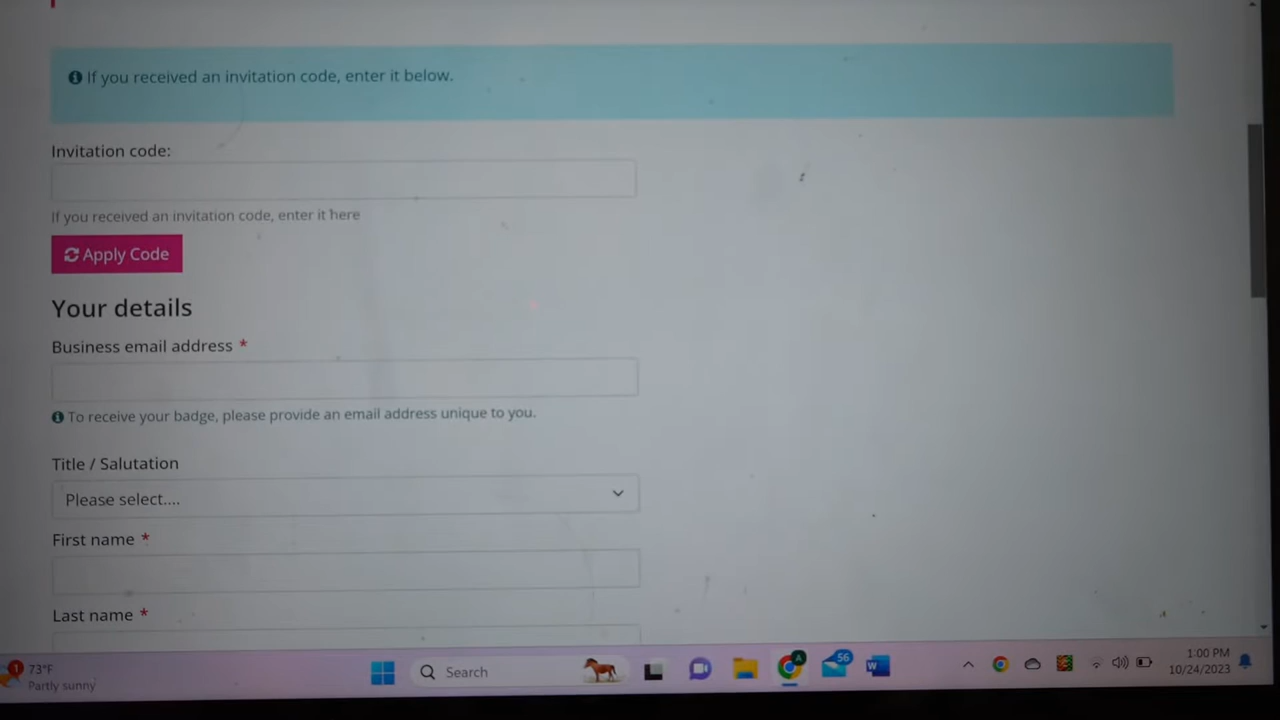 If you received an invitation code, enter it below.
Invitation code:
If you received an invitation code, enter it here
Apply Code
Your details
Business email address *
To receive your badge, please provide an email address unique to you.
Title / Salutation
Please select....
First name *
Last name *
1
73°F
Partly sunny
Search
A
56
W
1:00 PM
10/24/2023